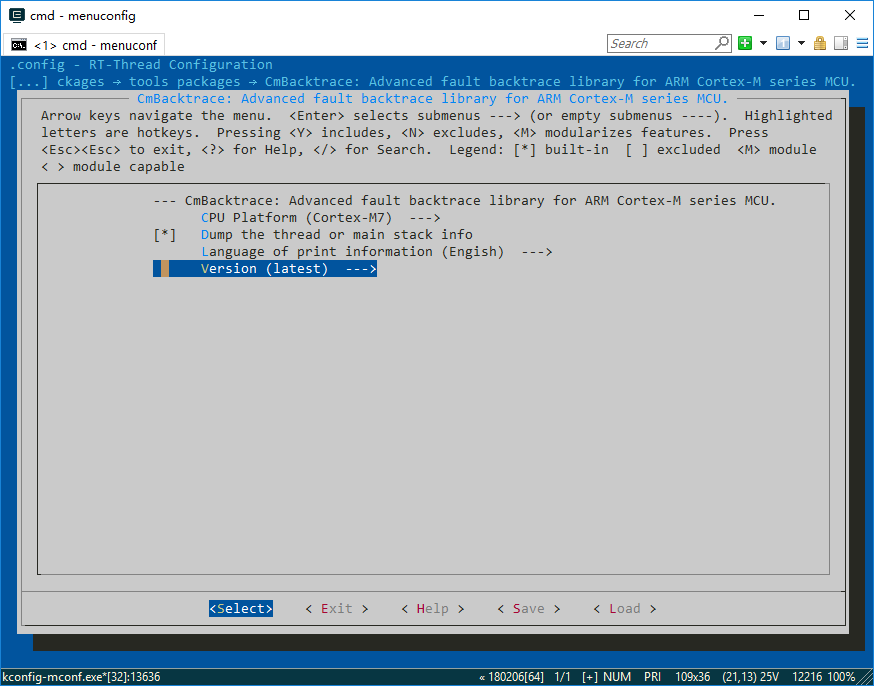 cmd - menuconfig
<1> cmd - menuconf
Search
.config - RT-Thread Configuration
[...] ckages → tools packages → CmBacktrace: Advanced fault backtrace library for ARM Cortex-M series MCU.
CmBacktrace: Advanced fault backtrace library for ARM Cortex-M series MCU.
Arrow keys navigate the menu.  <Enter> selects submenus ---> (or empty submenus ----).  Highlighted
letters are hotkeys.  Pressing <Y> includes, <N> excludes, <M> modularizes features.  Press
<Esc><Esc> to exit, <?> for Help, </> for Search.  Legend: [*] built-in  [ ] excluded  <M> module
< > module capable
--- CmBacktrace: Advanced fault backtrace library for ARM Cortex-M series MCU.
CPU Platform (Cortex-M7)  --->
[*]   Dump the thread or main stack info
Language of print information (Engish)  --->
Version (latest)  --->
<Select>    < Exit >    < Help >    < Save >    < Load >
kconfig-mconf.exe*[32]:13636    « 180206[64]  1/1  [+] NUM  PRI  109x36  (21,13) 25V  12216 100%